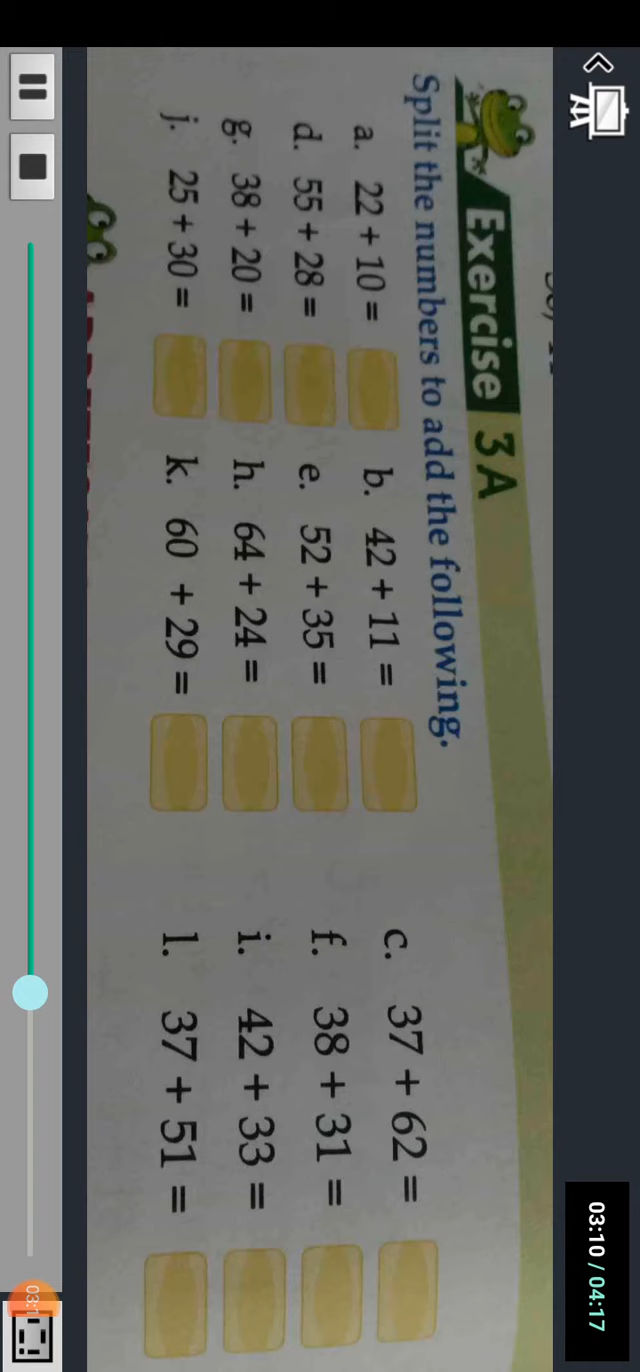 03:10 / 04:17
Exercise 3 A
Split the numbers to add the following.
a. 22 + 10 = b. 42 + 11 = c. 37 + 62 =
d. 55 + 28 = e. 52 + 35 = f. 38 + 31 =
g. 38 + 20 = h. 64 + 24 = i. 42 + 33 =
j. 25 + 30 = k. 60 + 29 = l. 37 + 51 =